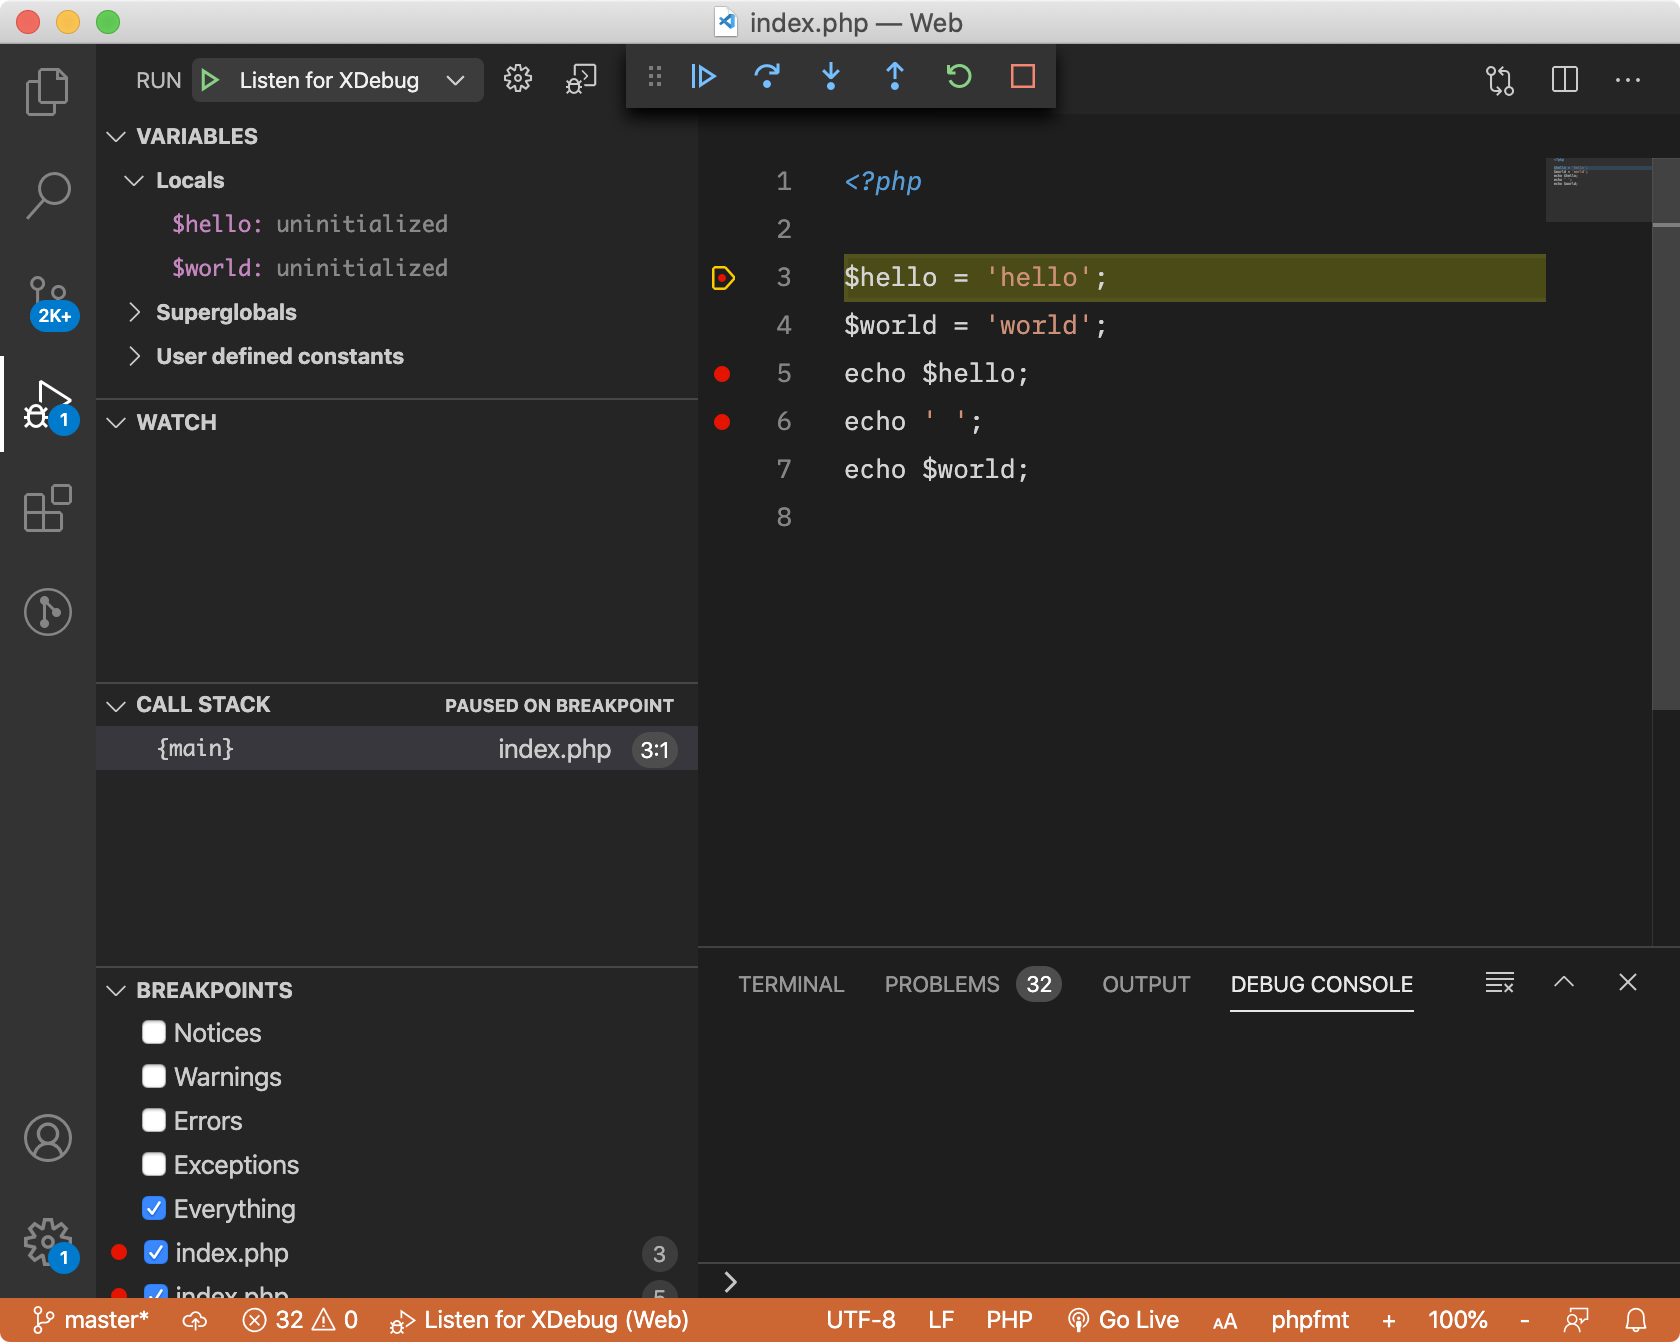 index.php — Web
RUN Listen for XDebug
VARIABLES
Locals
$hello: uninitialized
$world: uninitialized
Superglobals
User defined constants
2K+
1
WATCH
CALL STACK PAUSED ON BREAKPOINT
{main} index.php 3:1
BREAKPOINTS
Notices
Warnings
Errors
Exceptions
Everything
index.php 3
index.php 5
1
1 <?php
2
3 $hello = 'hello';
4 $world = 'world';
5 echo $hello;
6 echo ' ';
7 echo $world;
8
TERMINAL PROBLEMS 32 OUTPUT DEBUG CONSOLE
master* 32 0 Listen for XDebug (Web) UTF-8 LF PHP Go Live AA phpfmt + 100% -